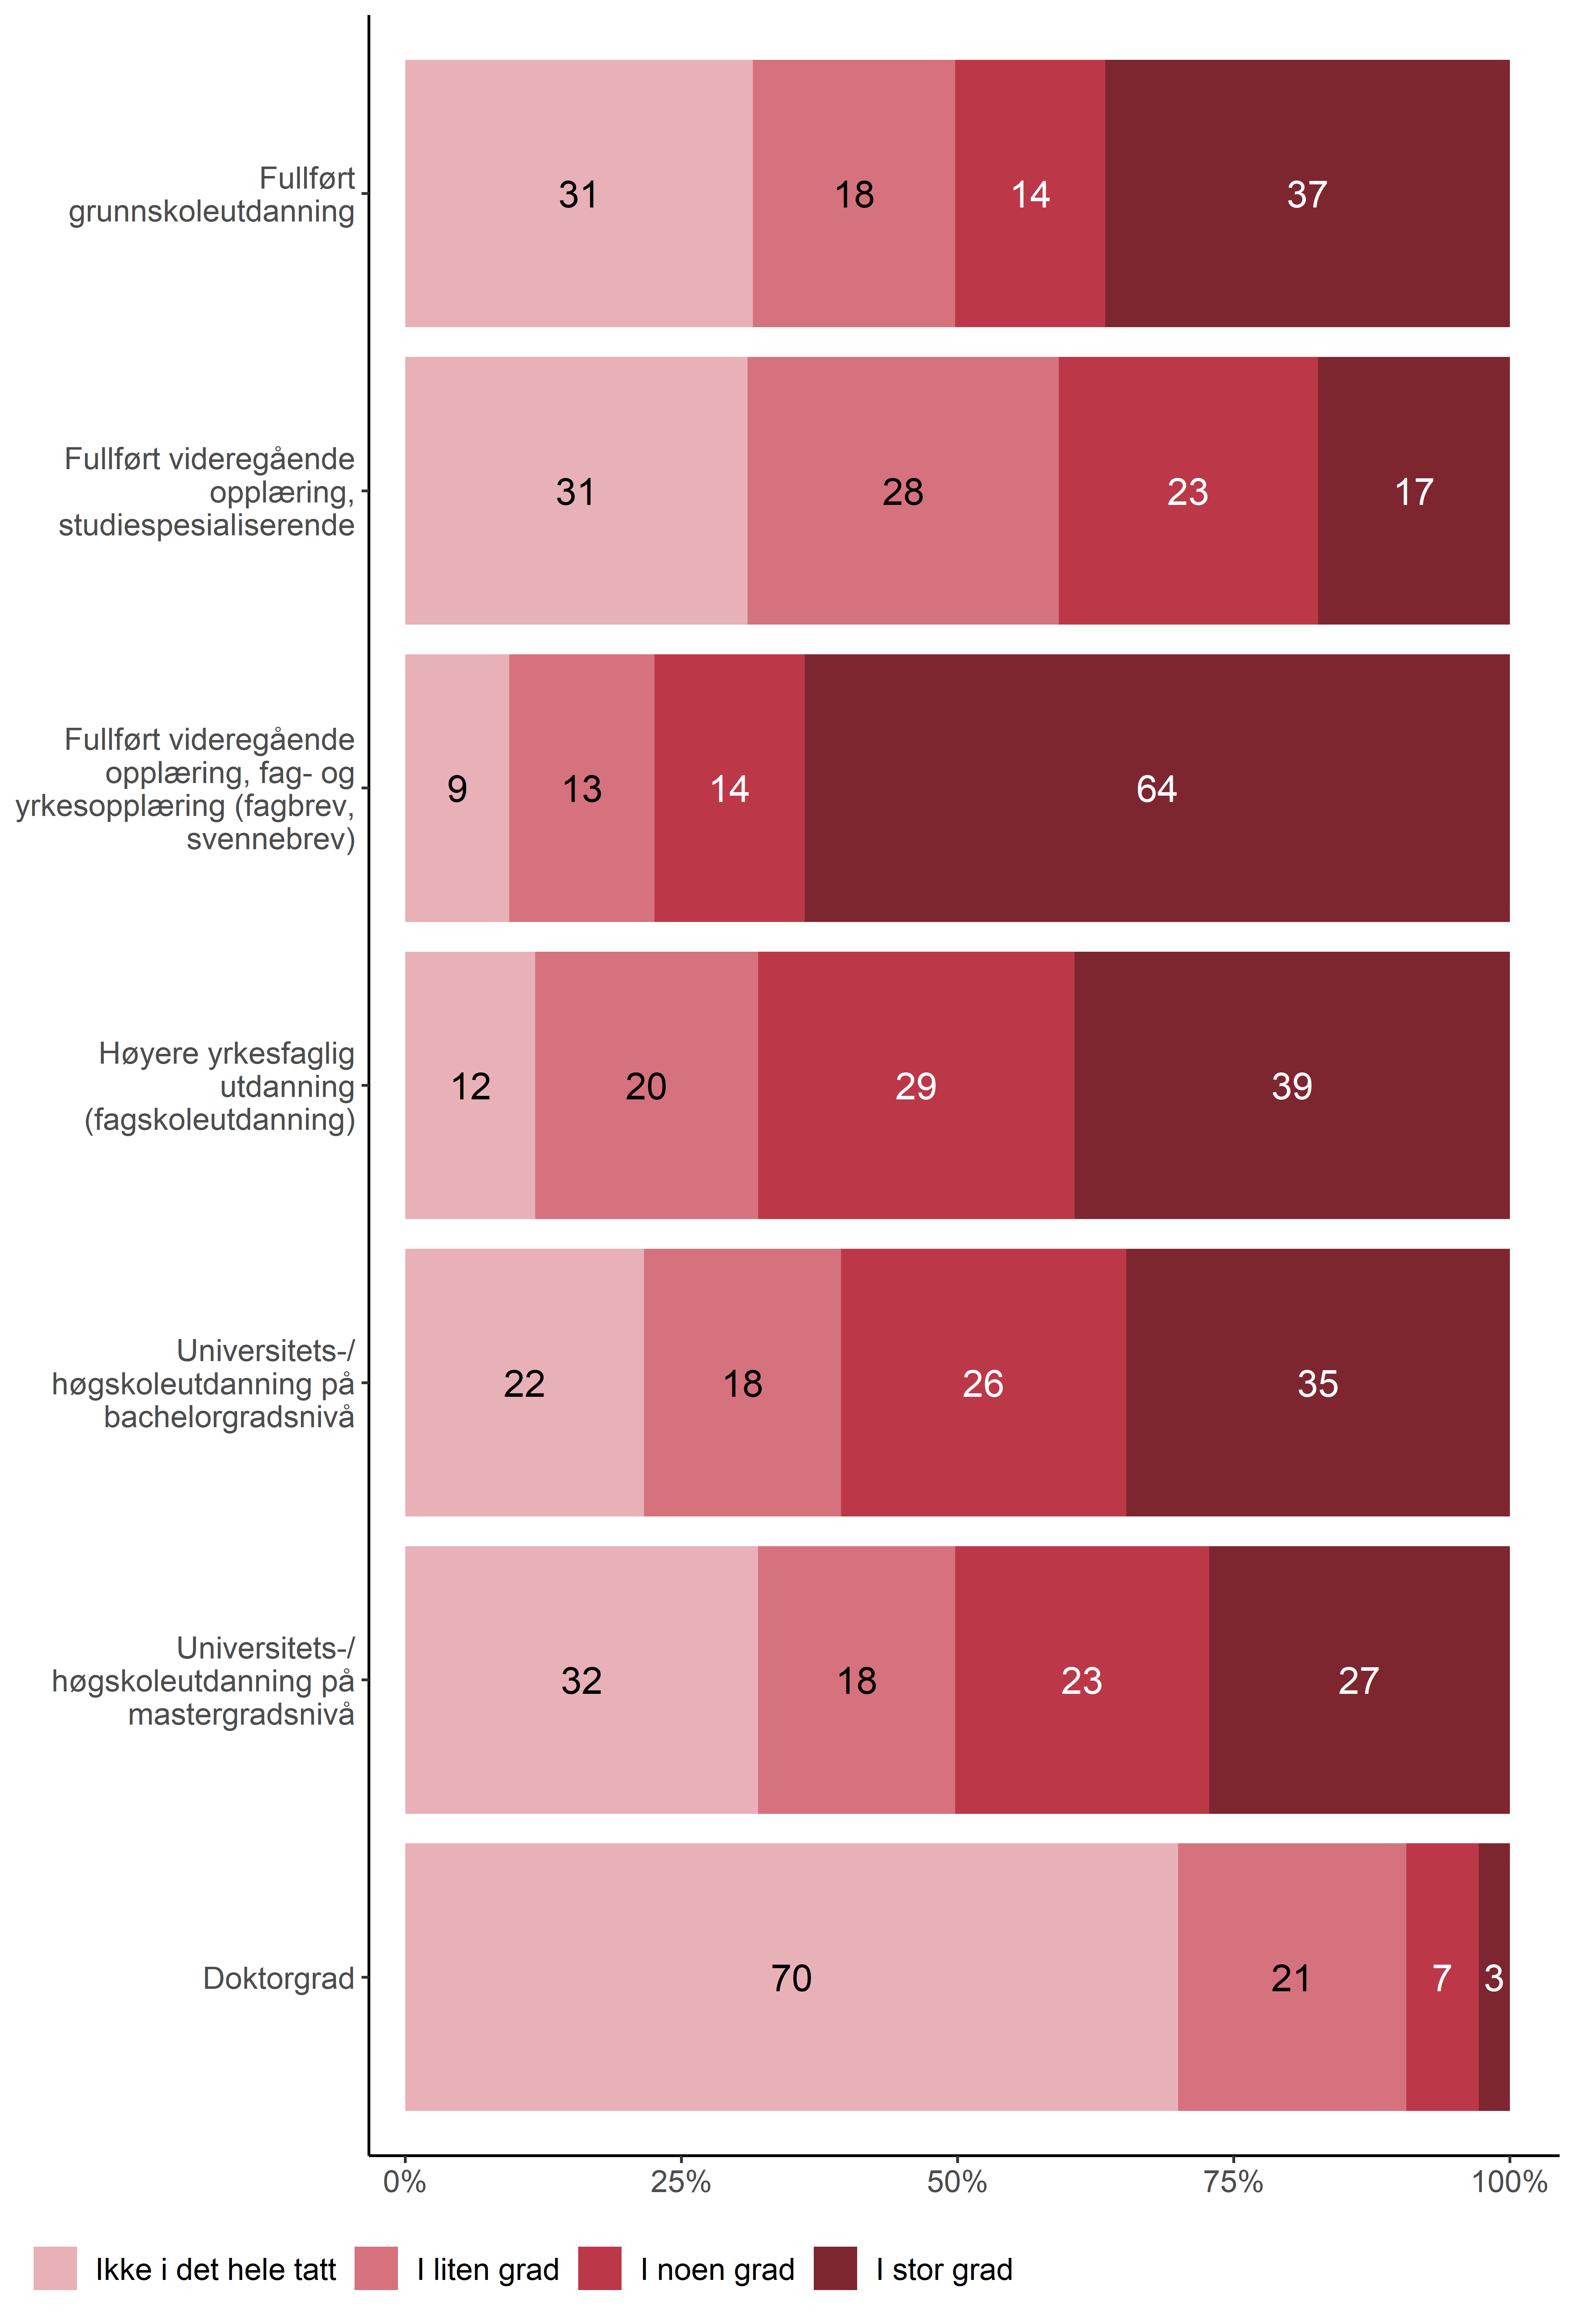 Fullført
grunnskoleutdanning
31 18 14 37
Fullført videregående
opplæring,
studiespesialiserende
31 28 23 17
Fullført videregående
opplæring, fag- og
yrkesopplæring (fagbrev,
svennebrev)
9 13 14 64
Høyere yrkesfaglig
utdanning
(fagskoleutdanning)
12 20 29 39
Universitets-/
høgskoleutdanning på
bachelorgradsnivå
22 18 26 35
Universitets-/
høgskoleutdanning på
mastergradsnivå
32 18 23 27
Doktorgrad
70 21 7 3
0% 25% 50% 75% 100%
Ikke i det hele tatt I liten grad I noen grad I stor grad